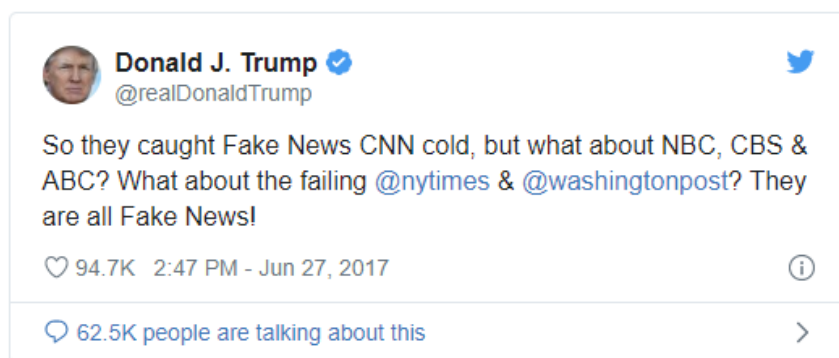 Donald J. Trump
@realDonaldTrump
So they caught Fake News CNN cold, but what about NBC, CBS &
ABC? What about the failing @nytimes & @washingtonpost? They
are all Fake News!
94.7K 2:47 PM - Jun 27, 2017
62.5K people are talking about this